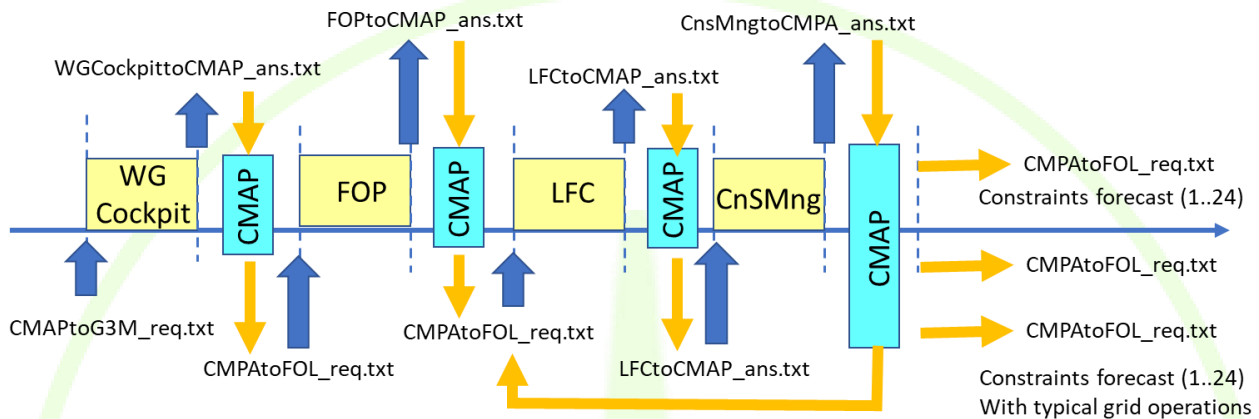 FOPtoCMAP_ans.txt
CnsMngtoCMPA_ans.txt
WGCockpittoCMAP_ans.txt
LFCtoCMAP_ans.txt
WG
Cockpit
CMAP
FOP
CMAP
LFC
CMAP
CnSMng
CMAP
CMPAtoFOL_req.txt
Constraints forecast (1..24)
CMPAtoFOL_req.txt
CMAPtoG3M_req.txt
CMPAtoFOL_req.txt
CMPAtoFOL_req.txt
CMPAtoFOL_req.txt
LFCtoCMAP_ans.txt
Constraints forecast (1..24)
With typical grid operations